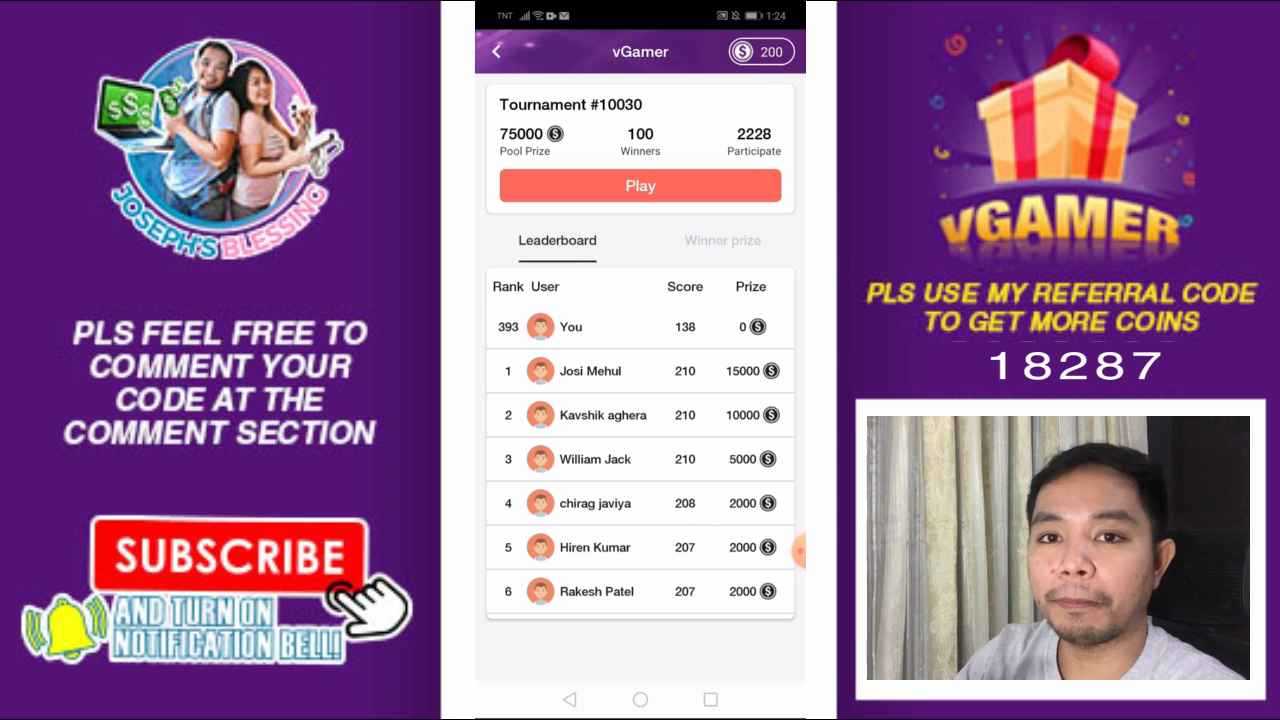 JOSEPH'S BLESSING
PLS FEEL FREE TO
COMMENT YOUR
CODE AT THE
COMMENT SECTION
SUBSCRIBE
AND TURN ON
NOTIFICATION BELL!
TNT 1:24
vGamer 200
Tournament #10030
75000 100 2228
Pool Prize Winners Participate
Play
Leaderboard Winner prize
Rank User Score Prize
393 You 138 0
1 Josi Mehul 210 15000
2 Kavshik aghera 210 10000
3 William Jack 210 5000
4 chirag javiya 208 2000
5 Hiren Kumar 207 2000
6 Rakesh Patel 207 2000
VGAMER
PLS USE MY REFERRAL CODE
TO GET MORE COINS
18287